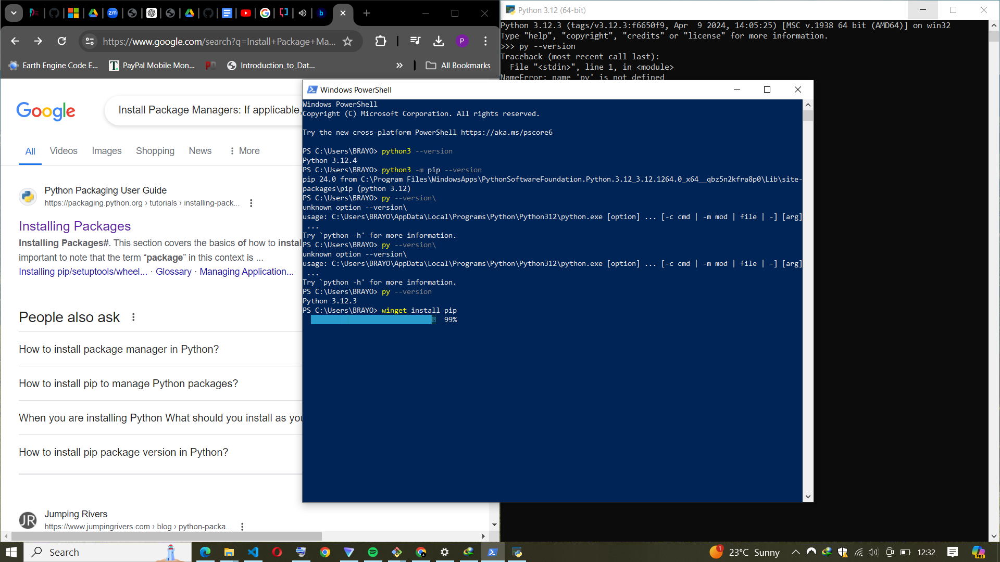 zm
b
https://www.google.com/search?q=Install+Package+Ma...
P
Earth Engine Code E...
PayPal Mobile Mon...
Introduction_to_Dat...
»
All Bookmarks
Google
Install Package Managers: If applicable,
All
Videos
Images
Shopping
News
More
Python Packaging User Guide
https://packaging.python.org › tutorials › installing-pack...
Installing Packages
Installing Packages#. This section covers the basics of how to instal
important to note that the term “package” in this context is ...
Installing pip/setuptools/wheel... · Glossary · Managing Application...
People also ask
How to install package manager in Python?
How to install pip to manage Python packages?
When you are installing Python What should you install as you
How to install pip package version in Python?
JR
Jumping Rivers
https://www.jumpingrivers.com › blog › python-packa...
Python 3.12 (64-bit)
Python 3.12.3 (tags/v3.12.3:f6650f9, Apr  9 2024, 14:05:25) [MSC v.1938 64 bit (AMD64)] on win32
Type "help", "copyright", "credits" or "license" for more information.
>>> py --version
Traceback (most recent call last):
  File "<stdin>", line 1, in <module>
NameError: name 'py' is not defined
Windows PowerShell
Windows PowerShell
Copyright (C) Microsoft Corporation. All rights reserved.
Try the new cross-platform PowerShell https://aka.ms/pscore6
PS C:\Users\BRAYO> python3 --version
Python 3.12.4
PS C:\Users\BRAYO> python3 -m pip --version
pip 24.0 from C:\Program Files\WindowsApps\PythonSoftwareFoundation.Python.3.12_3.12.1264.0_x64__qbz5n2kfra8p0\Lib\site-
packages\pip (python 3.12)
PS C:\Users\BRAYO> py --version\
unknown option --version\
usage: C:\Users\BRAYO\AppData\Local\Programs\Python\Python312\python.exe [option] ... [-c cmd | -m mod | file | -] [arg]
 ...
Try `python -h' for more information.
PS C:\Users\BRAYO> py --version\
unknown option --version\
usage: C:\Users\BRAYO\AppData\Local\Programs\Python\Python312\python.exe [option] ... [-c cmd | -m mod | file | -] [arg]
 ...
Try `python -h' for more information.
PS C:\Users\BRAYO> py --version
Python 3.12.3
PS C:\Users\BRAYO> winget install pip
99%
Search
1
23°C Sunny
12:32
PRE